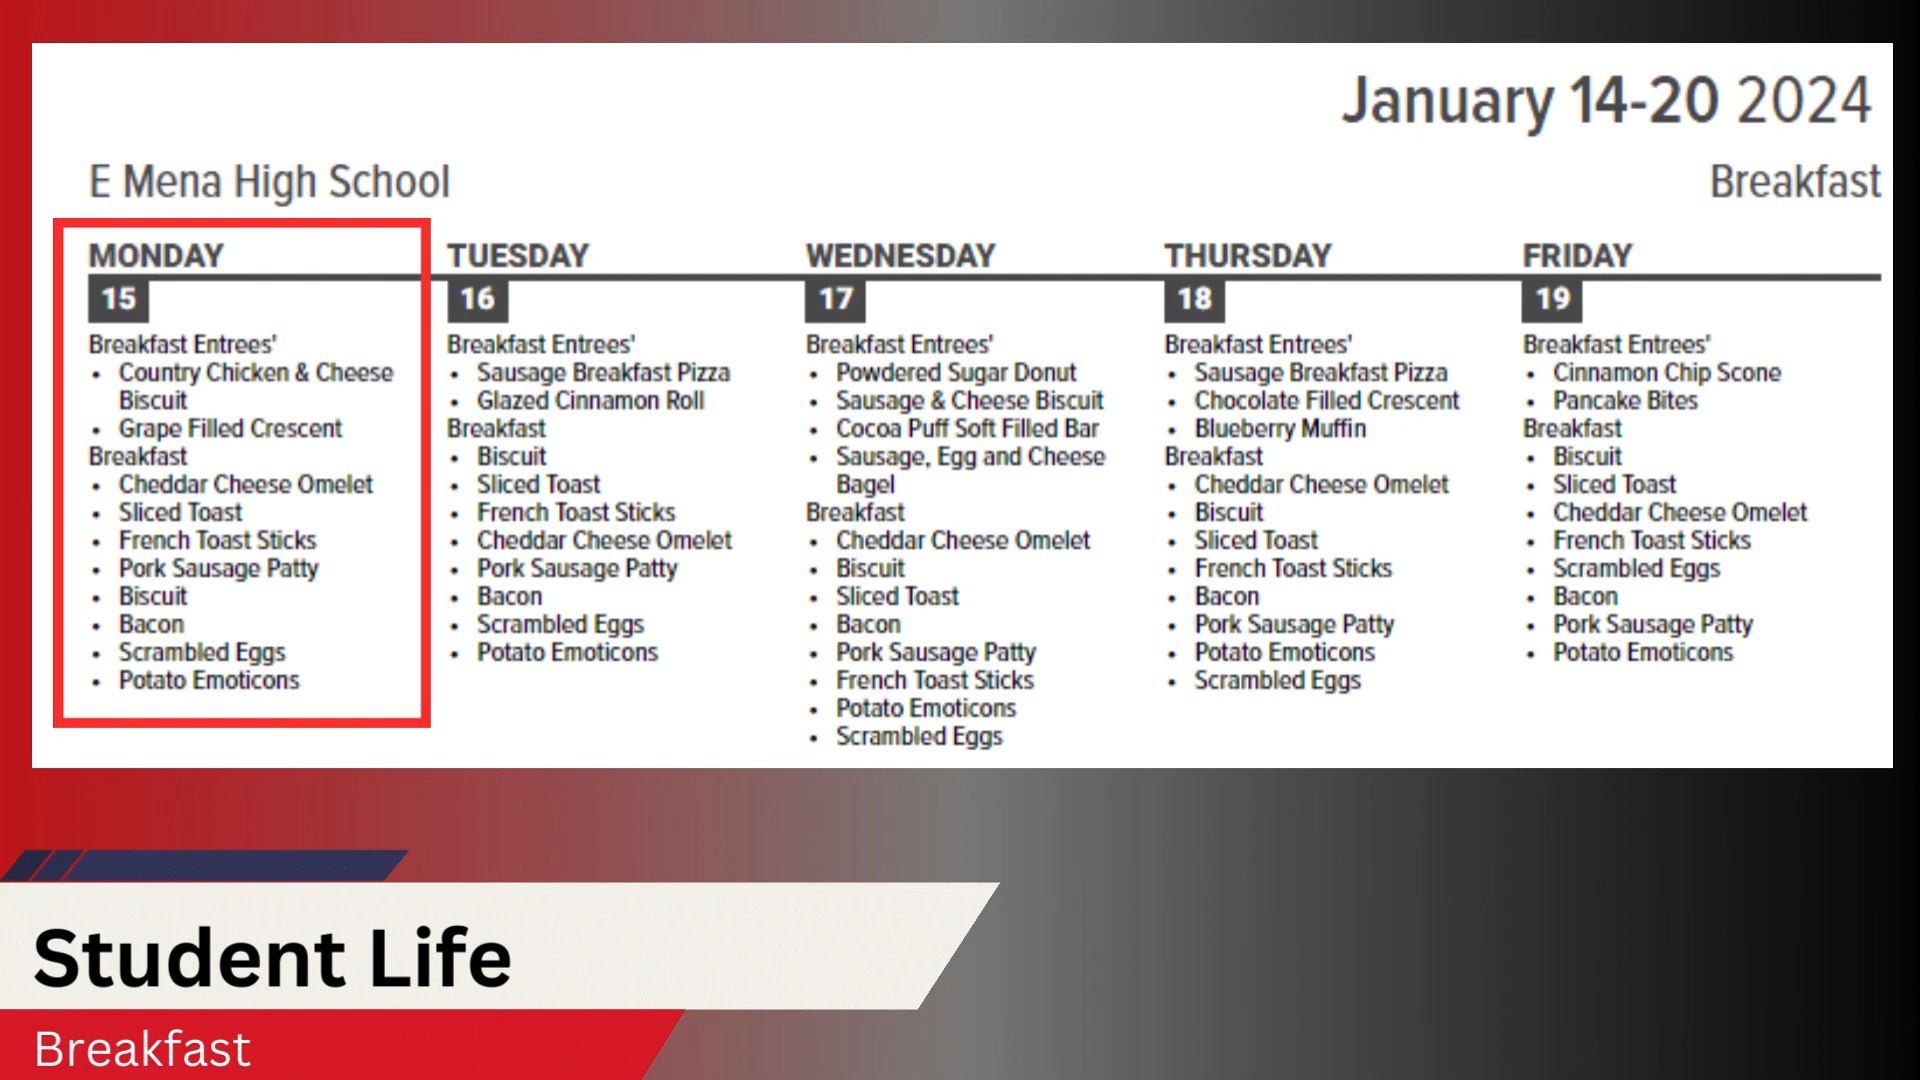 January 14-20 2024
E Mena High School
Breakfast
MONDAY
15
Breakfast Entrees'
• Country Chicken & Cheese
Biscuit
• Grape Filled Crescent
Breakfast
• Cheddar Cheese Omelet
• Sliced Toast
• French Toast Sticks
• Pork Sausage Patty
• Biscuit
• Bacon
• Scrambled Eggs
• Potato Emoticons
TUESDAY
16
Breakfast Entrees'
• Sausage Breakfast Pizza
• Glazed Cinnamon Roll
Breakfast
• Biscuit
• Sliced Toast
• French Toast Sticks
• Cheddar Cheese Omelet
• Pork Sausage Patty
• Bacon
• Scrambled Eggs
• Potato Emoticons
WEDNESDAY
17
Breakfast Entrees'
• Powdered Sugar Donut
• Sausage & Cheese Biscuit
• Cocoa Puff Soft Filled Bar
• Sausage, Egg and Cheese
Bagel
Breakfast
• Cheddar Cheese Omelet
• Biscuit
• Sliced Toast
• Bacon
• Pork Sausage Patty
• French Toast Sticks
• Potato Emoticons
• Scrambled Eggs
THURSDAY
18
Breakfast Entrees'
• Sausage Breakfast Pizza
• Chocolate Filled Crescent
• Blueberry Muffin
Breakfast
• Cheddar Cheese Omelet
• Biscuit
• Sliced Toast
• French Toast Sticks
• Bacon
• Pork Sausage Patty
• Potato Emoticons
• Scrambled Eggs
FRIDAY
19
Breakfast Entrees'
• Cinnamon Chip Scone
• Pancake Bites
Breakfast
• Biscuit
• Sliced Toast
• Cheddar Cheese Omelet
• French Toast Sticks
• Scrambled Eggs
• Bacon
• Pork Sausage Patty
• Potato Emoticons
Student Life
Breakfast